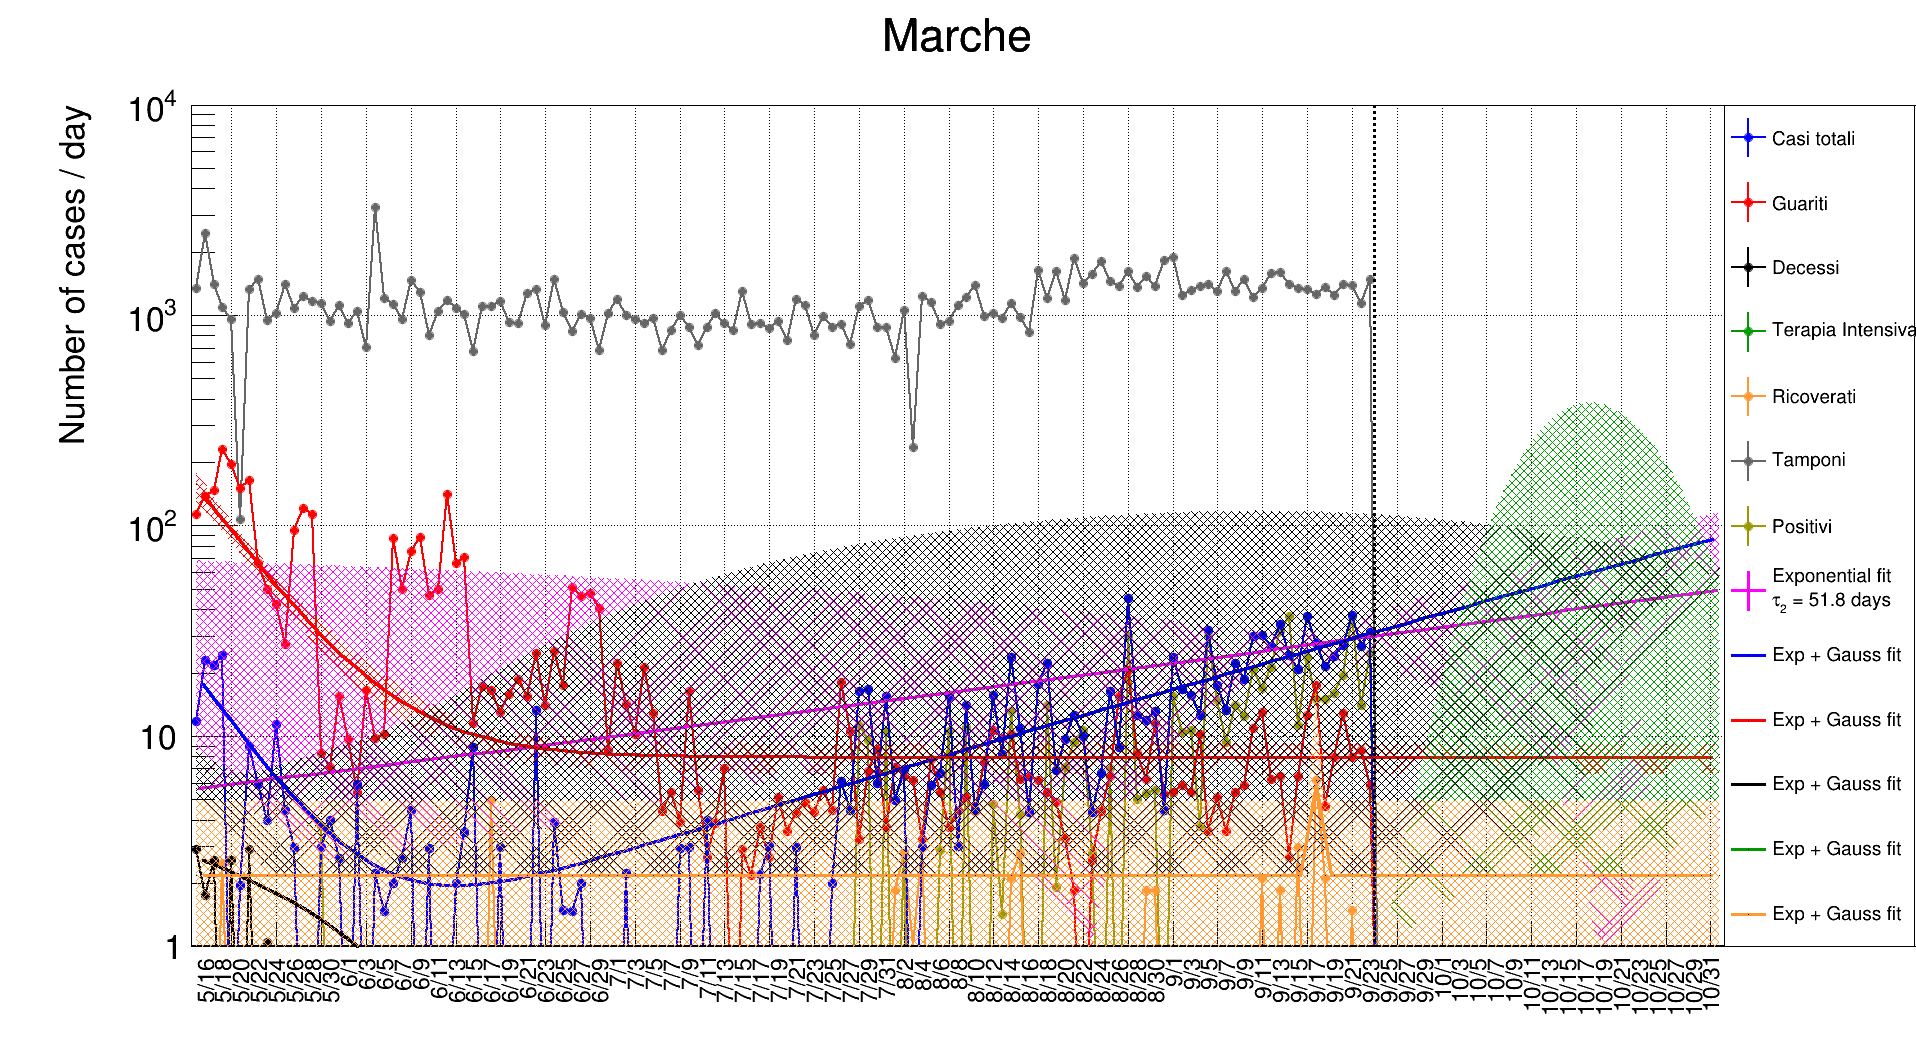 Marche
Number of cases / day
10^4
10^3
10^2
10
1
5/16 5/18 5/20 5/22 5/24 5/26 5/28 5/30 6/1 6/3 6/5 6/7 6/9 6/11 6/13 6/15 6/17 6/19 6/21 6/23 6/25 6/27 6/29 7/1 7/3 7/5 7/7 7/9 7/11 7/13 7/15 7/17 7/19 7/21 7/23 7/25 7/27 7/29 7/31 8/2 8/4 8/6 8/8 8/10 8/12 8/14 8/16 8/18 8/20 8/22 8/24 8/26 8/28 8/30 9/1 9/3 9/5 9/7 9/9 9/11 9/13 9/15 9/17 9/19 9/21 9/23 9/25 9/27 9/29 10/1 10/3 10/5 10/7 10/9 10/11 10/13 10/15 10/17 10/19 10/21 10/23 10/25 10/27 10/29 10/31
Casi totali
Guariti
Decessi
Terapia Intensiva
Ricoverati
Tamponi
Positivi
Exponential fit
τ₂ = 51.8 days
Exp + Gauss fit
Exp + Gauss fit
Exp + Gauss fit
Exp + Gauss fit
Exp + Gauss fit